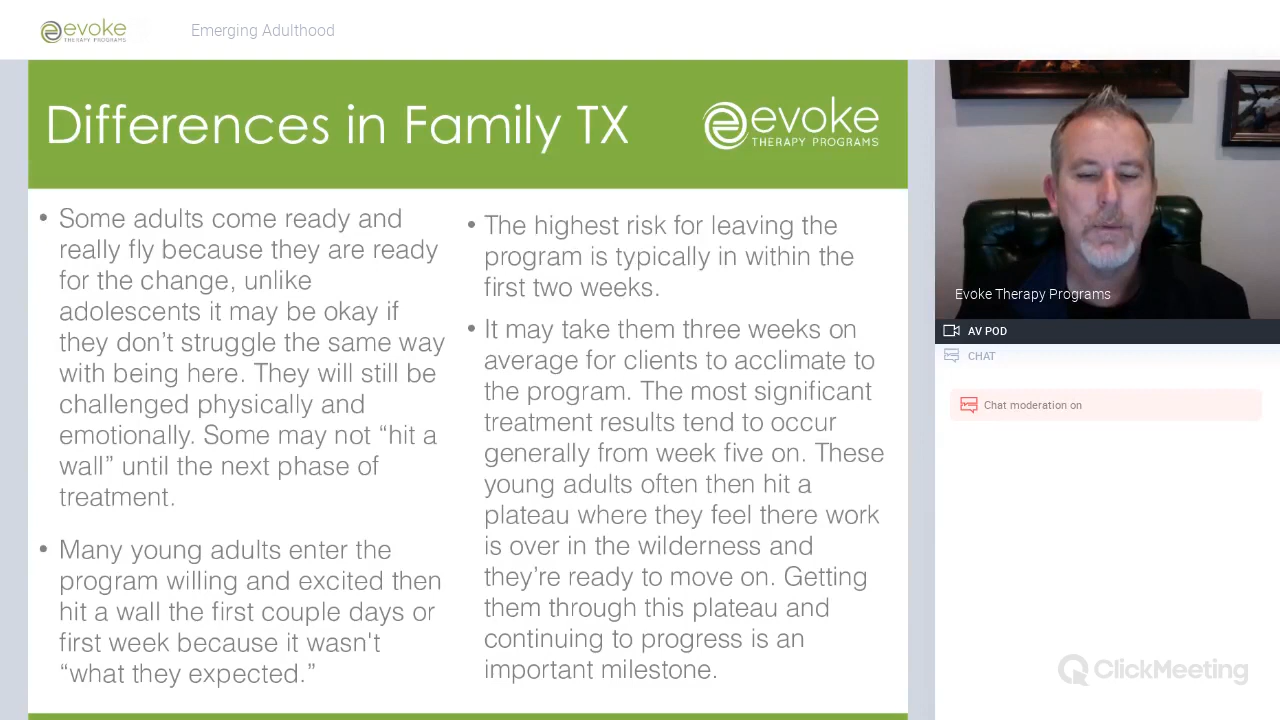 evoke
THERAPY PROGRAMS
Emerging Adulthood
Differences in Family TX
evoke
THERAPY PROGRAMS
• Some adults come ready and
really fly because they are ready
for the change, unlike
adolescents it may be okay if
they don’t struggle the same way
with being here. They will still be
challenged physically and
emotionally. Some may not “hit a
wall” until the next phase of
treatment.
• Many young adults enter the
program willing and excited then
hit a wall the first couple days or
first week because it wasn't
“what they expected.”
• The highest risk for leaving the
program is typically in within the
first two weeks.
• It may take them three weeks on
average for clients to acclimate to
the program. The most significant
treatment results tend to occur
generally from week five on. These
young adults often then hit a
plateau where they feel there work
is over in the wilderness and
they’re ready to move on. Getting
them through this plateau and
continuing to progress is an
important milestone.
Evoke Therapy Programs
AV POD
CHAT
Chat moderation on
ClickMeeting